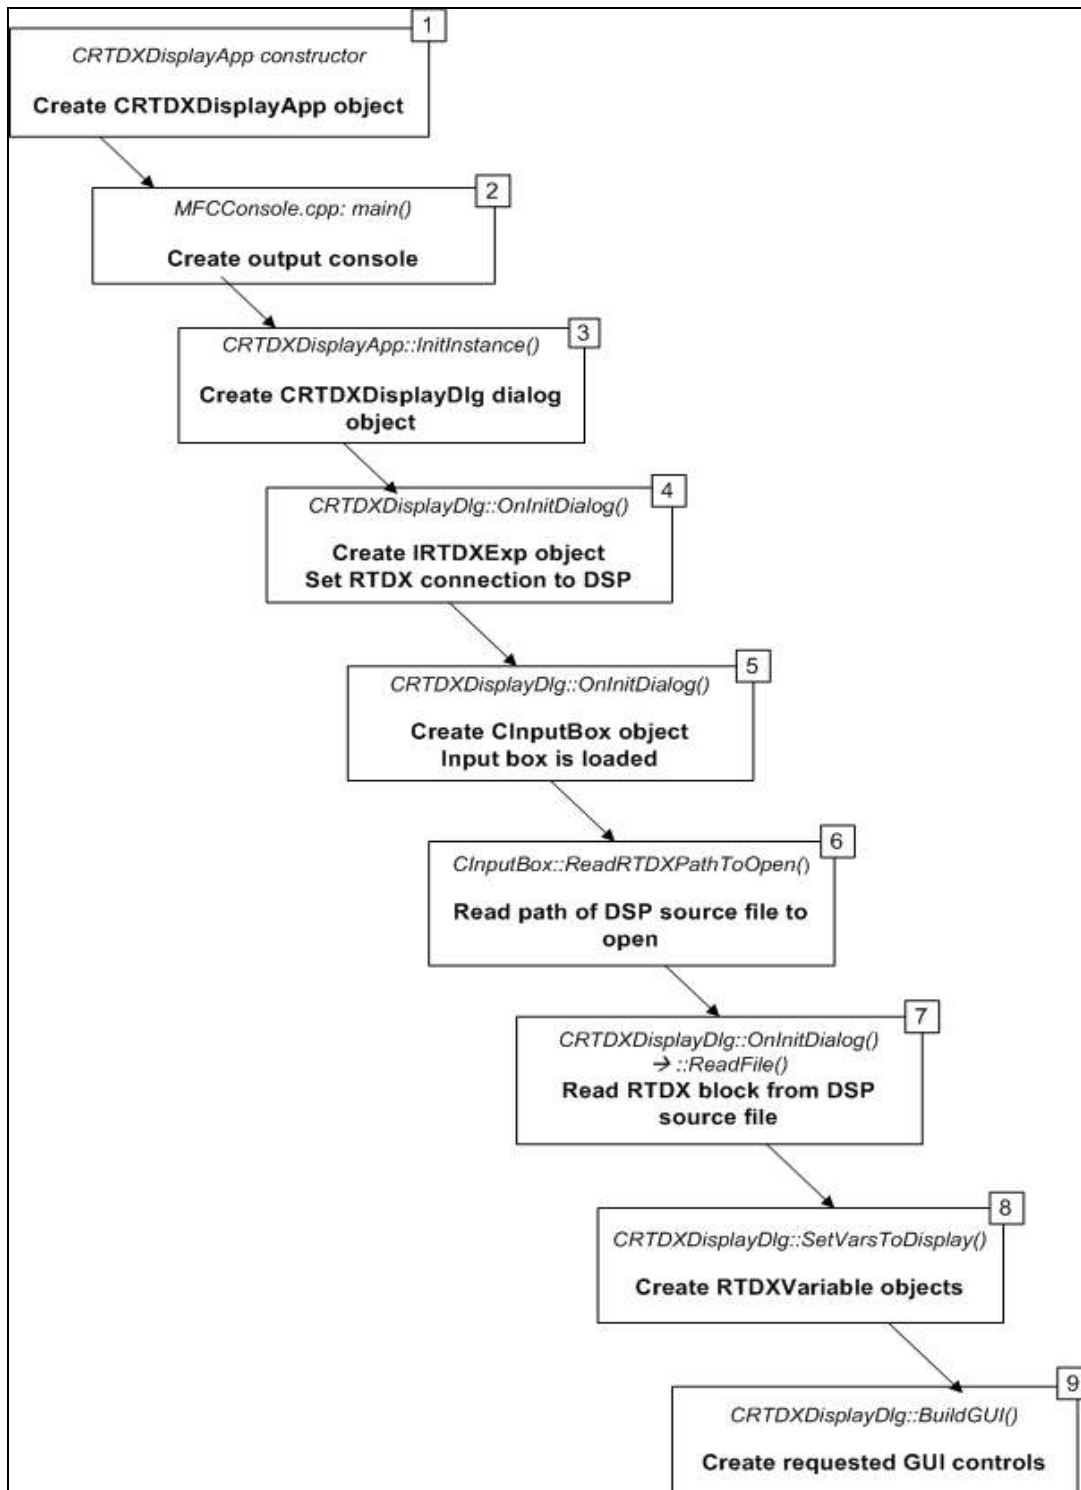 1
CRTDXDisplayApp constructor
Create CRTDXDisplayApp object
2
MFCConsole.cpp: main()
Create output console
3
CRTDXDisplayApp::InitInstance()
Create CRTDXDisplayDlg dialog
object
4
CRTDXDisplayDlg::OnInitDialog()
Create IRTDXExp object
Set RTDX connection to DSP
5
CRTDXDisplayDlg::OnInitDialog()
Create CInputBox object
Input box is loaded
6
CInputBox::ReadRTDXPathToOpen()
Read path of DSP source file to
open
7
CRTDXDisplayDlg::OnInitDialog()
→ ::ReadFile()
Read RTDX block from DSP
source file
8
CRTDXDisplayDlg::SetVarsToDisplay()
Create RTDXVariable objects
9
CRTDXDisplayDlg::BuildGUI()
Create requested GUI controls